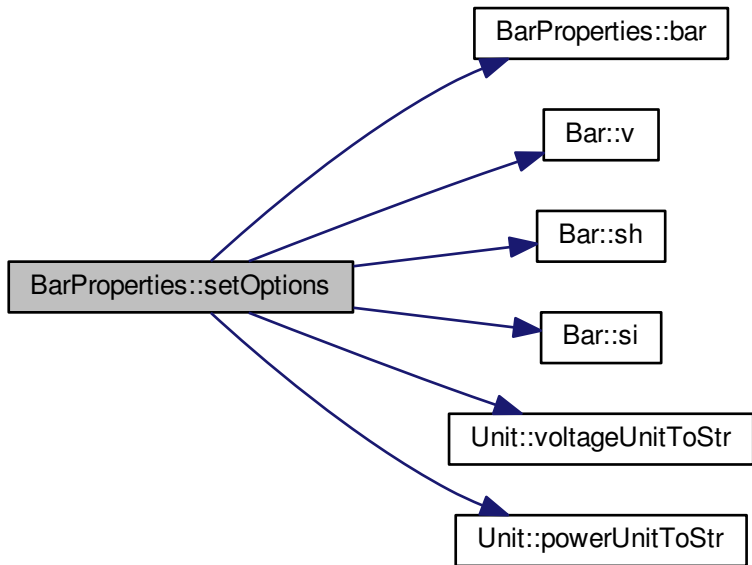 BarProperties::bar
Bar::v
Bar::sh
BarProperties::setOptions
Bar::si
Unit::voltageUnitToStr
Unit::powerUnitToStr